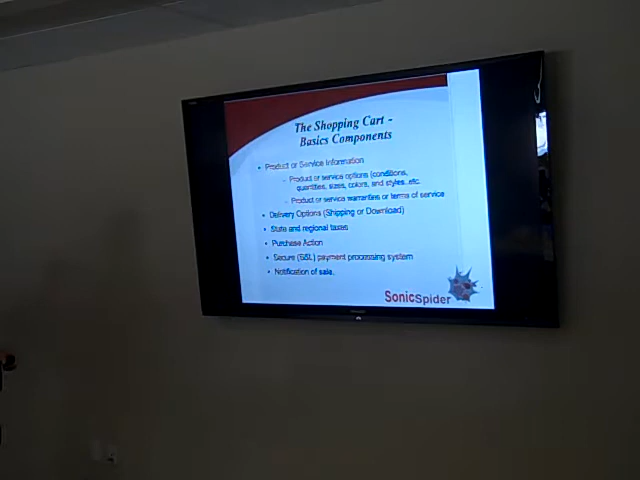 The Shopping Cart -
Basics Components
• Product or Service Information
- Product or service options (conditions,
quantities, sizes, colors, and styles..etc.
- Product or service warranties or terms of service
• Delivery Options (Shipping or Download)
• State and regional taxes
• Purchase Action
• Secure (SSL) payment processing system
• Notification of sale.
SonicSpider